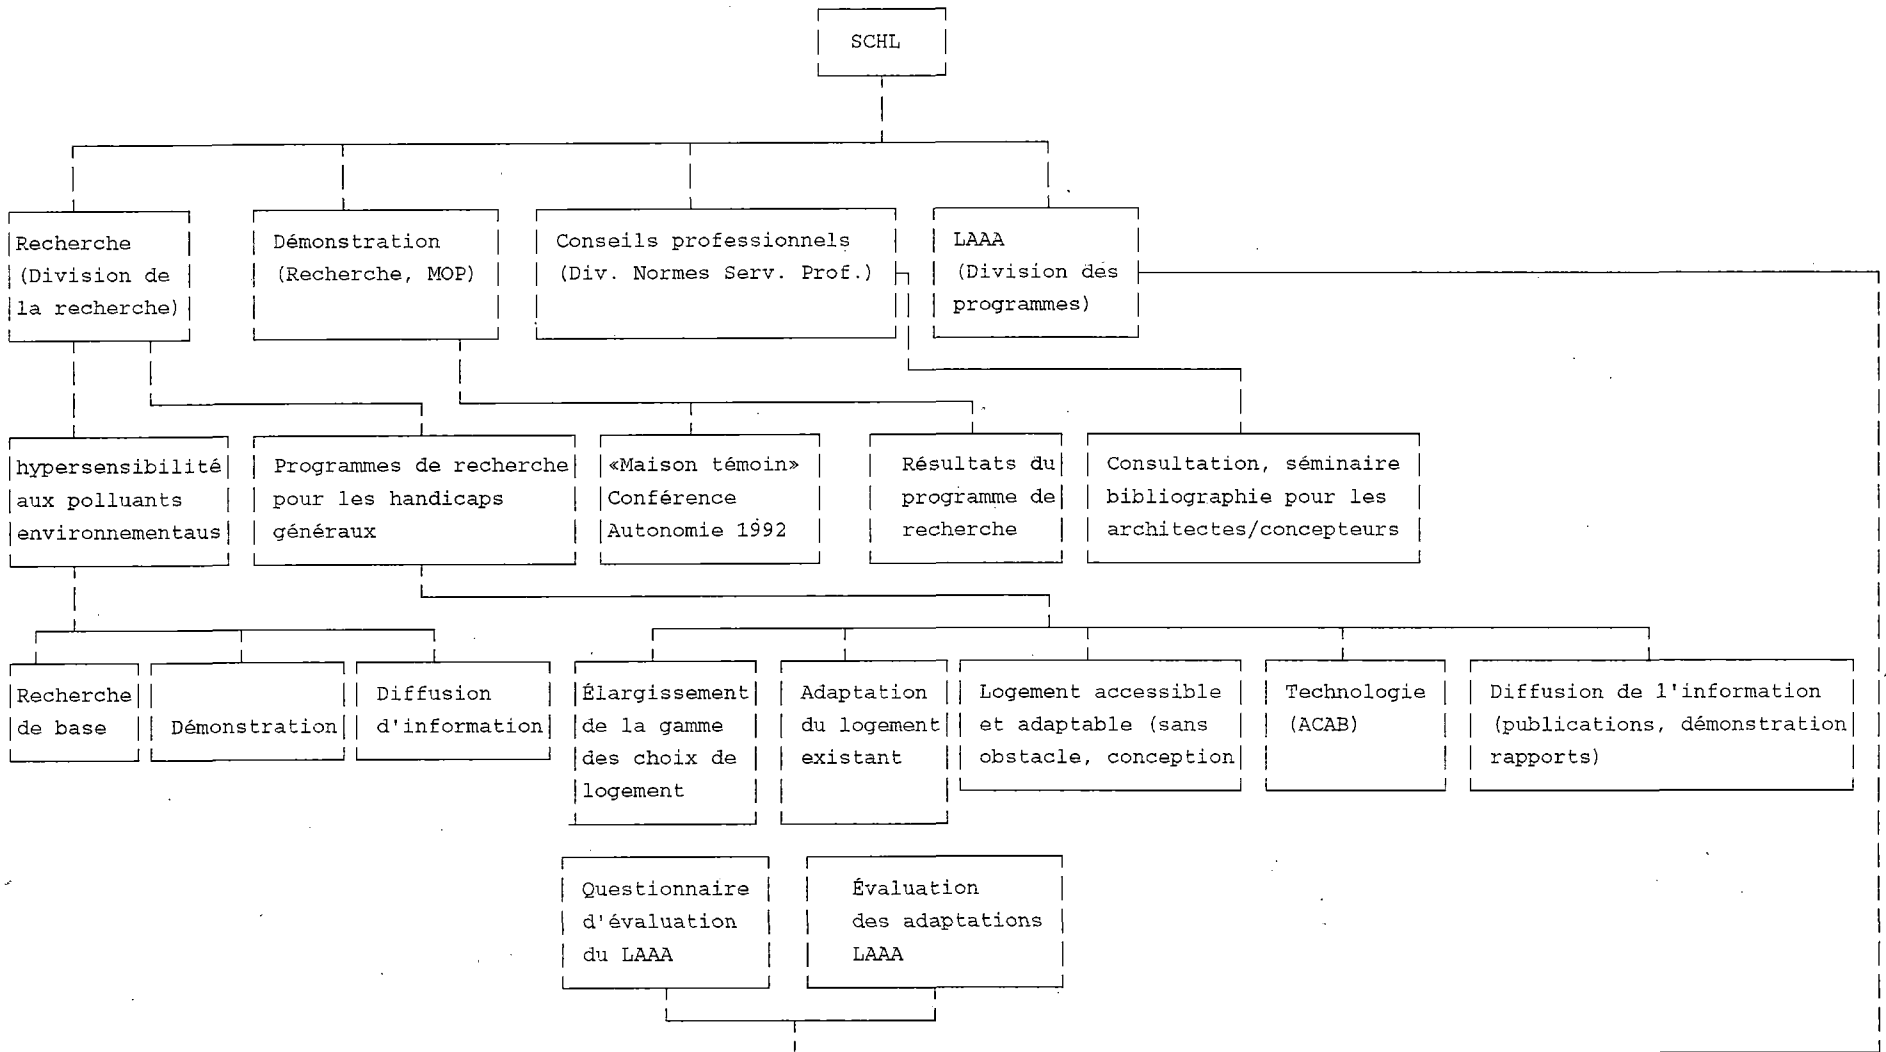 SCHL
Recherche
(Division de
la recherche)
Démonstration
(Recherche, MOP)
Conseils professionnels
(Div. Normes Serv. Prof.)
LAAA
(Division des
programmes)
hypersensibilité
aux polluants
environnementaus
Programmes de recherche
pour les handicaps
généraux
«Maison témoin»
Conférence
Autonomie 1992
Résultats du
programme de
recherche
Consultation, séminaire
bibliographie pour les
architectes/concepteurs
Recherche
de base
Démonstration
Diffusion
d'information
Élargissement
de la gamme
des choix de
logement
Adaptation
du logement
existant
Logement accessible
et adaptable (sans
obstacle, conception
Technologie
(ACAB)
Diffusion de l'information
(publications, démonstration
rapports)
Questionnaire
d'évaluation
du LAAA
Évaluation
des adaptations
LAAA